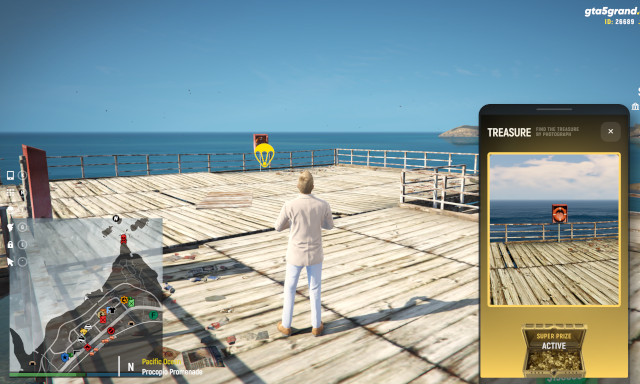 gta5grand.
ID: 26689
TREASURE
FIND THE TREASURE
BY PHOTOGRAPH
N
Pacific Ocean
Procopio Promenade
SUPER PRIZE
ACTIVE